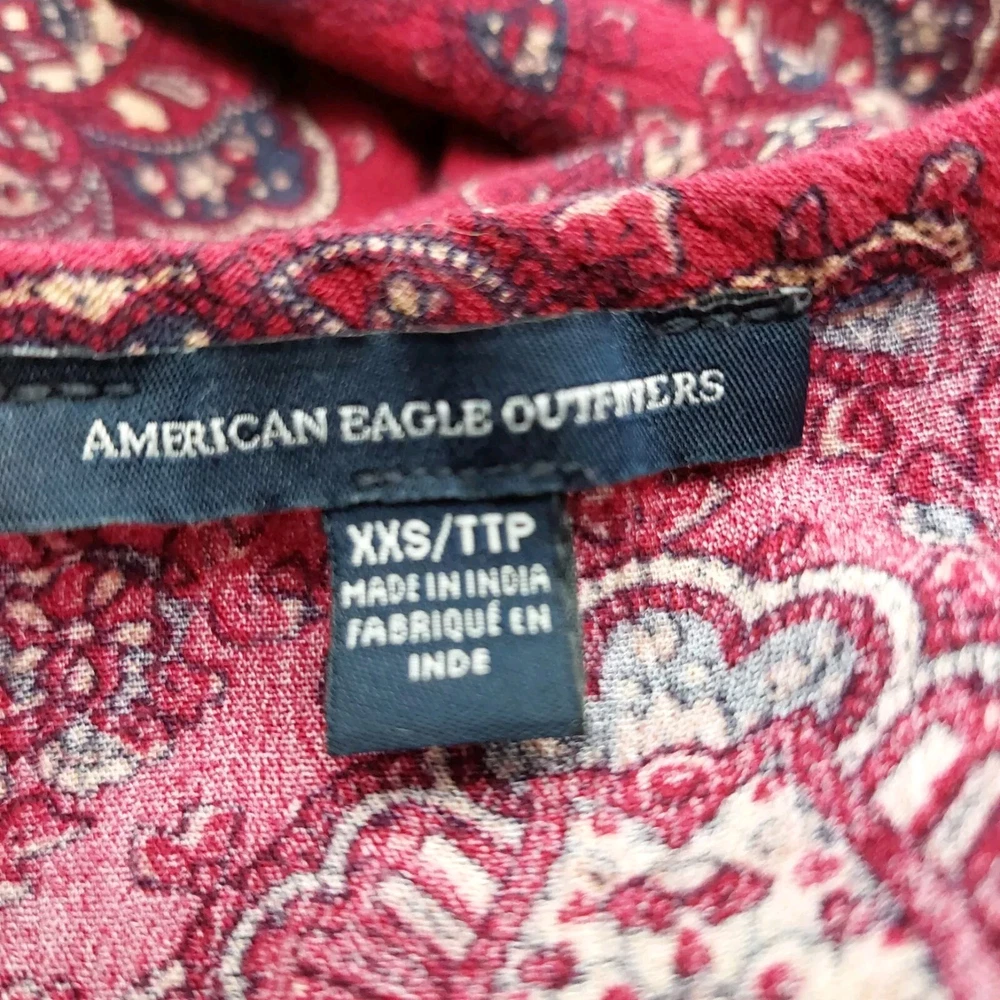 AMERICAN EAGLE OUTFITTERS
XXS/TTP
MADE IN INDIA
FABRIQUÉ EN
INDE